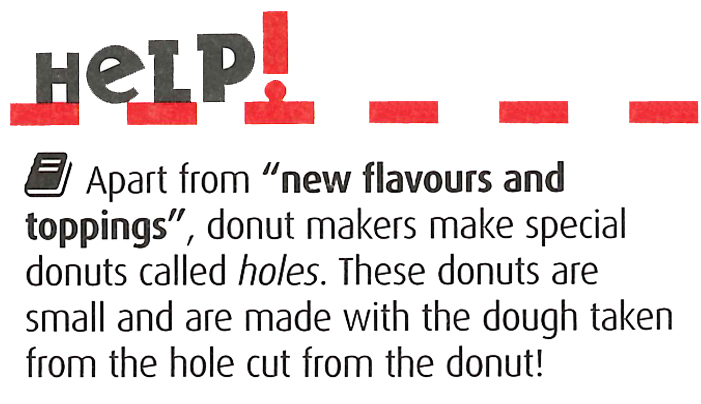 HeLP!
Apart from “new flavours and
toppings”, donut makers make special
donuts called holes. These donuts are
small and are made with the dough taken
from the hole cut from the donut!